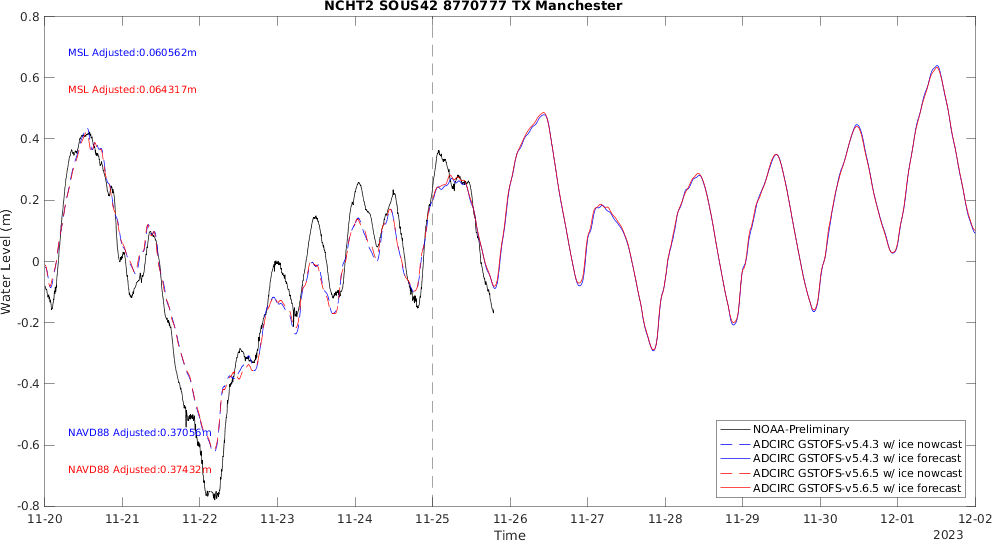 NCHT2 SOUS42 8770777 TX Manchester
0.8
0.6
0.4
0.2
0
-0.2
-0.4
-0.6
-0.8
Water Level (m)
MSL Adjusted:0.060562m
MSL Adjusted:0.064317m
NAVD88 Adjusted:0.37056m
NAVD88 Adjusted:0.37432m
NOAA-Preliminary
ADCIRC GSTOFS-v5.4.3 w/ ice nowcast
ADCIRC GSTOFS-v5.4.3 w/ ice forecast
ADCIRC GSTOFS-v5.6.5 w/ ice nowcast
ADCIRC GSTOFS-v5.6.5 w/ ice forecast
11-20 11-21 11-22 11-23 11-24 11-25 11-26 11-27 11-28 11-29 11-30 12-01 12-02
Time
2023